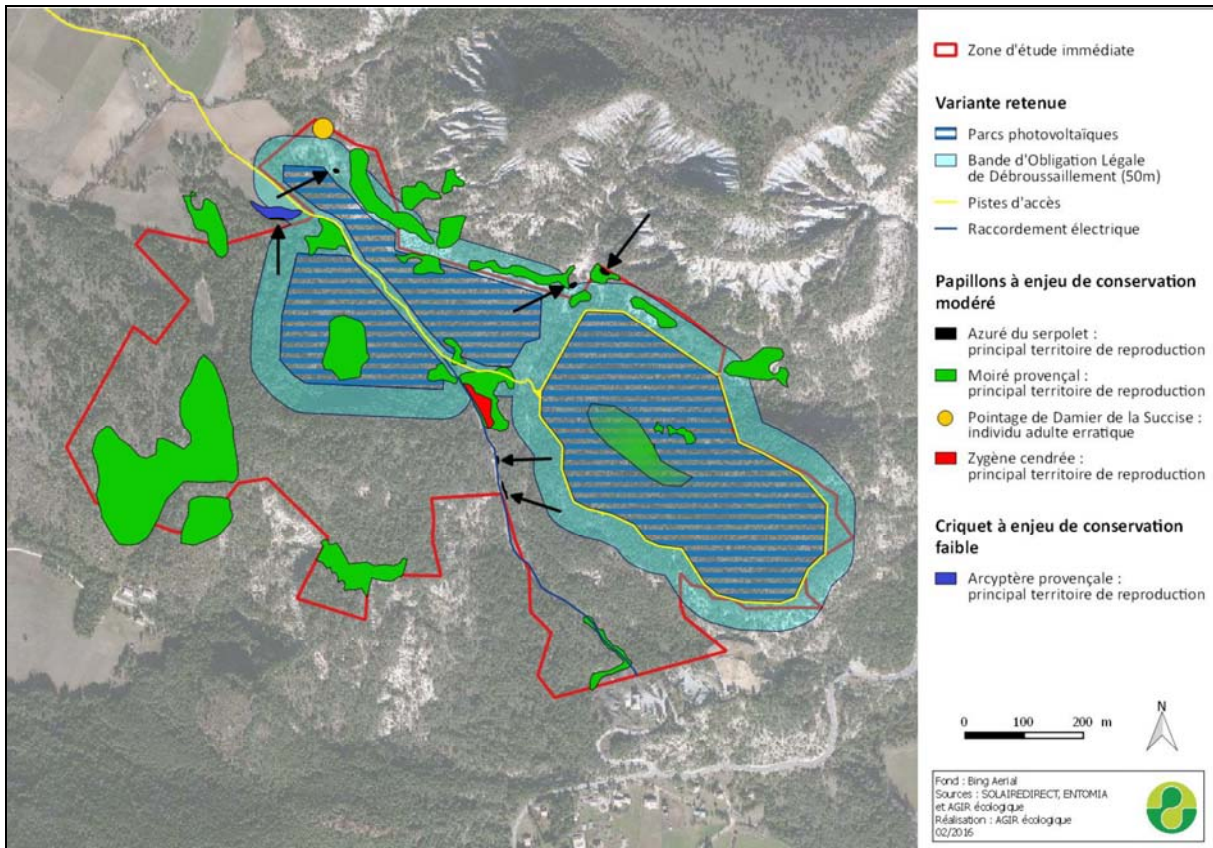 Zone d'étude immédiate
Variante retenue
Parcs photovoltaïques
Bande d'Obligation Légale
de Débroussaillement (50m)
Pistes d'accès
Raccordement électrique
Papillons à enjeu de conservation
modéré
Azuré du serpolet :
principal territoire de reproduction
Moiré provençal :
principal territoire de reproduction
Pointage de Damier de la Succise :
individu adulte erratique
Zygène cendrée :
principal territoire de reproduction
Criquet à enjeu de conservation
faible
Arcyptère provençale :
principal territoire de reproduction
0 100 200 m
N
Fond : Bing Aerial
Sources : SOLAIREDIRECT, ENTOMIA
et AGIR écologique
Réalisation : AGIR écologique
02/2016